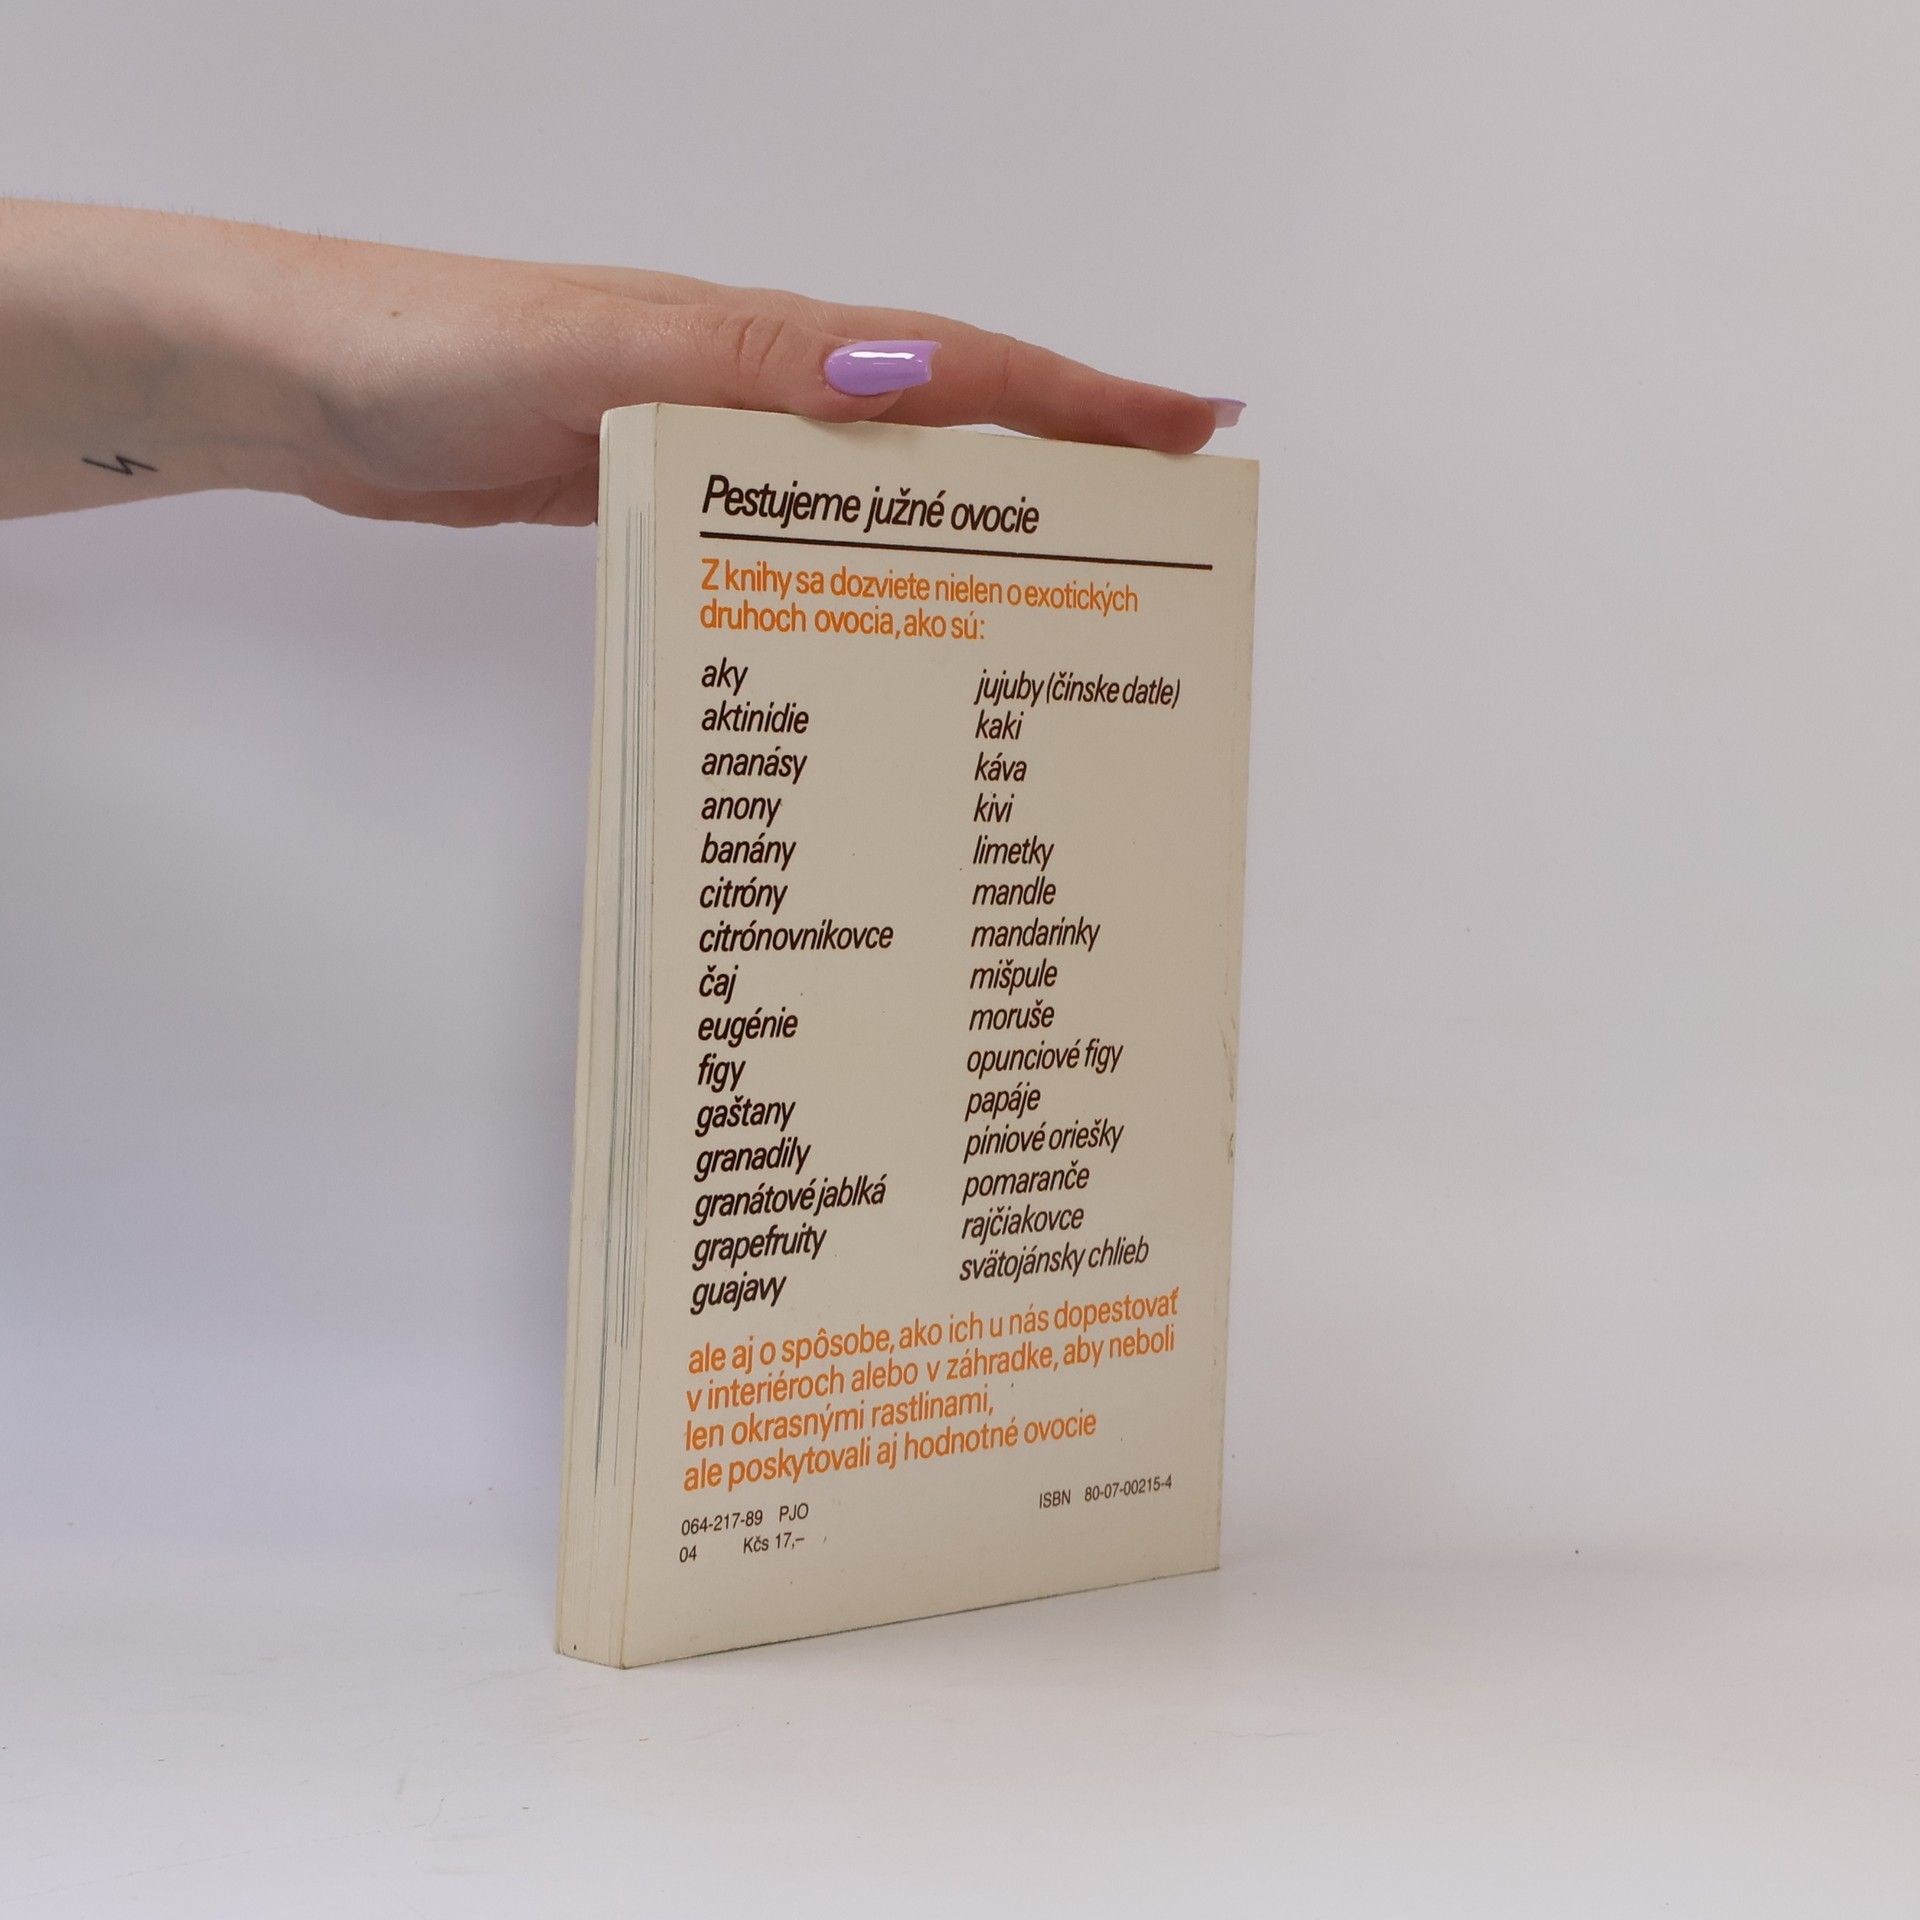 Pestujeme južné ovocie
Z knihy sa dozviete nielen o exotických
druhoch ovocia, ako sú:
aky
aktinídie
ananásy
anony
banány
citróny
citrónovníkovce
čaj
eugénie
figy
gaštany
granadily
granátové jablká
grapefruity
guajavy
jujuby (čínske datle)
kaki
káva
kivi
limetky
mandle
mandarínky
mišpule
moruše
opunciové figy
papáje
píniové oriešky
pomaranče
rajčiakovce
svätojánsky chlieb
ale aj o spôsobe, ako ich u nás dopestovať
v interiéroch alebo v záhradke, aby neboli
len okrasnými rastlinami,
ale poskytovali aj hodnotné ovocie
064-217-89 PJO
04 Kčs 17,–
ISBN 80-07-00215-4